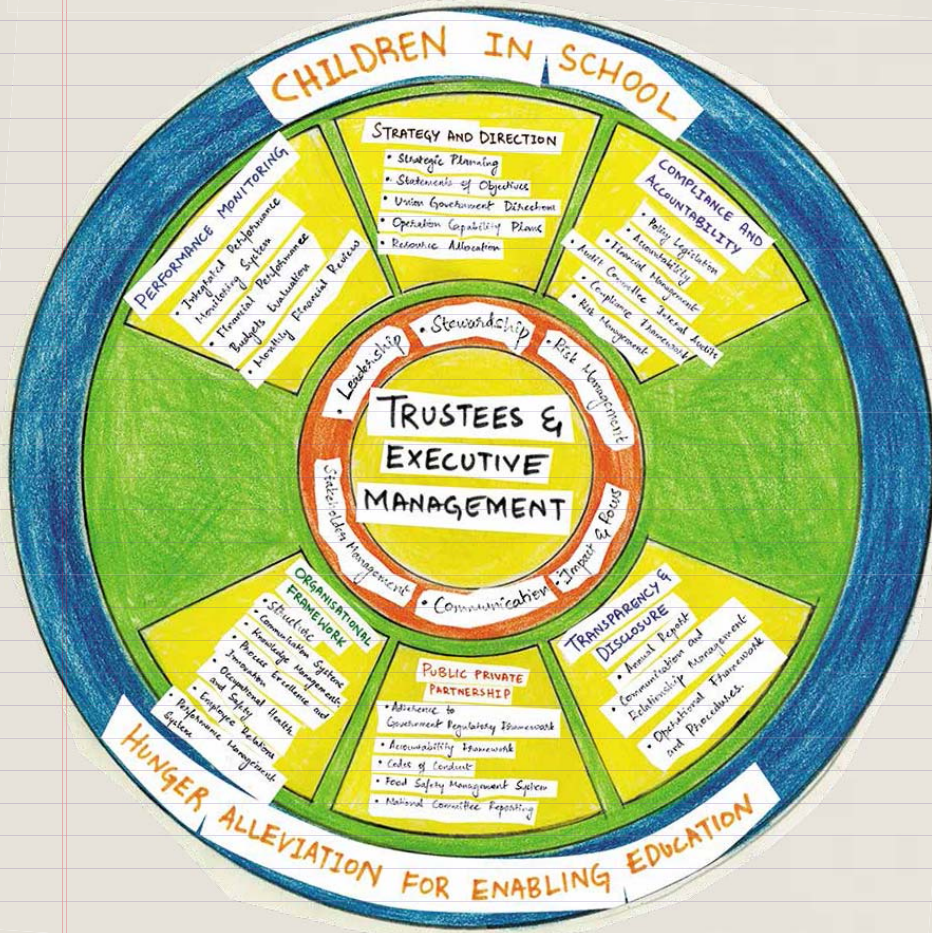 CHILDREN IN SCHOOL
PERFORMANCE MONITORING
• Integrated Performance
Monitoring System
• Financial Performance
Budgets Evaluation
• Monthly Financial Review
STRATEGY AND DIRECTION
• Strategic Planning
• Statements of Objectives
• Union Government Directions
• Operation Capability Plans
• Resource Allocation
COMPLIANCE AND
ACCOUNTABILITY
• Policy Legislation
• Accountability
• Financial Management
• Audit Committee Internal Audits
• Compliance Framework
• Risk Management
• Leadership
• Stewardship
• Risk Management
TRUSTEES &
EXECUTIVE
MANAGEMENT
Stakeholder Management
• Communication
• Impact & Focus
ORGANISATIONAL
FRAMEWORK
• Structure
• Communication Systems
• Knowledge Management
• Process Excellence and
Innovation
• Occupational Health
and Safety
• Employee Relations
• Performance Management
System
PUBLIC PRIVATE
PARTNERSHIP
• Adherence to
Government Regulatory Framework
• Accountability Framework
• Codes of Conduct
• Food Safety Management System
• National Committee Reporting
TRANSPARENCY &
DISCLOSURE
• Annual Report
• Communication and
Relationship Management
• Operational Framework
and Procedures.
HUNGER ALLEVIATION FOR ENABLING EDUCATION